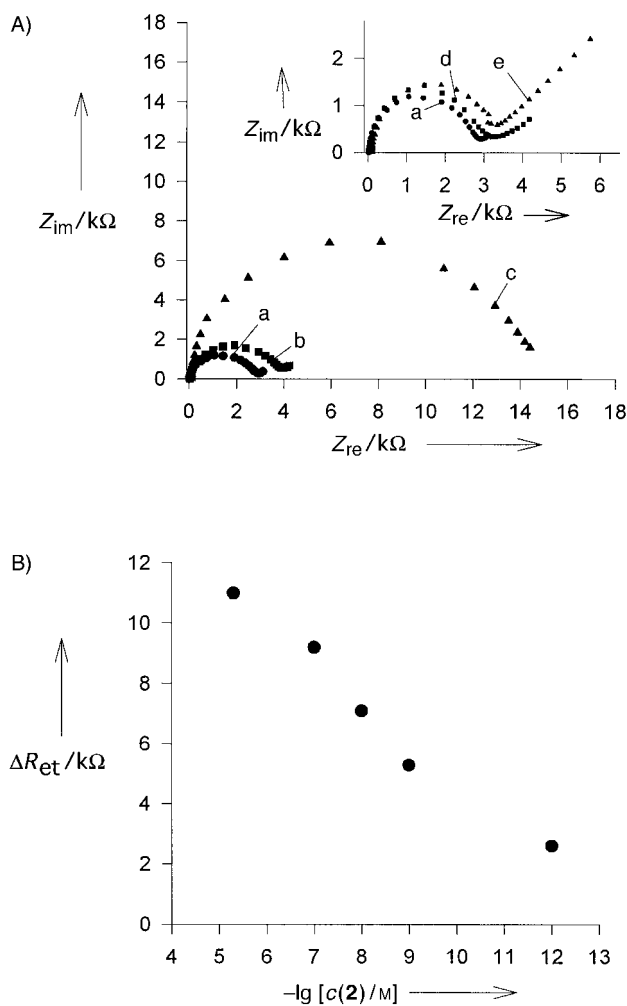 A)
18
16
14
12
10
8
6
4
2
0
Z_im/kΩ
0 2 4 6 8 10 12 14 16 18
Z_re/kΩ
a
b
c
2
1
0
Z_im/kΩ
0 1 2 3 4 5 6
Z_re/kΩ
a
d
e
B)
12
10
8
6
4
2
0
ΔR_et/kΩ
4 5 6 7 8 9 10 11 12 13
–lg [c(2)/M]